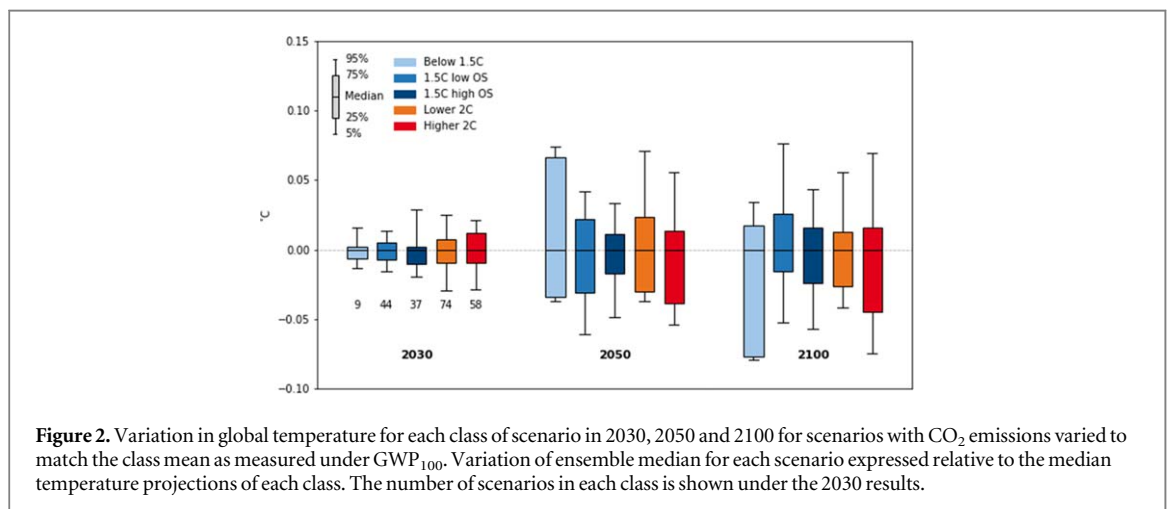 0.15
0.10
0.05
0.00
−0.05
−0.10
°C
95%
75%
Median
25%
5%
Below 1.5C
1.5C low OS
1.5C high OS
Lower 2C
Higher 2C
9 44 37 74 58
2030 2050 2100
Figure 2. Variation in global temperature for each class of scenario in 2030, 2050 and 2100 for scenarios with CO₂ emissions varied to
match the class mean as measured under GWP₁₀₀. Variation of ensemble median for each scenario expressed relative to the median
temperature projections of each class. The number of scenarios in each class is shown under the 2030 results.